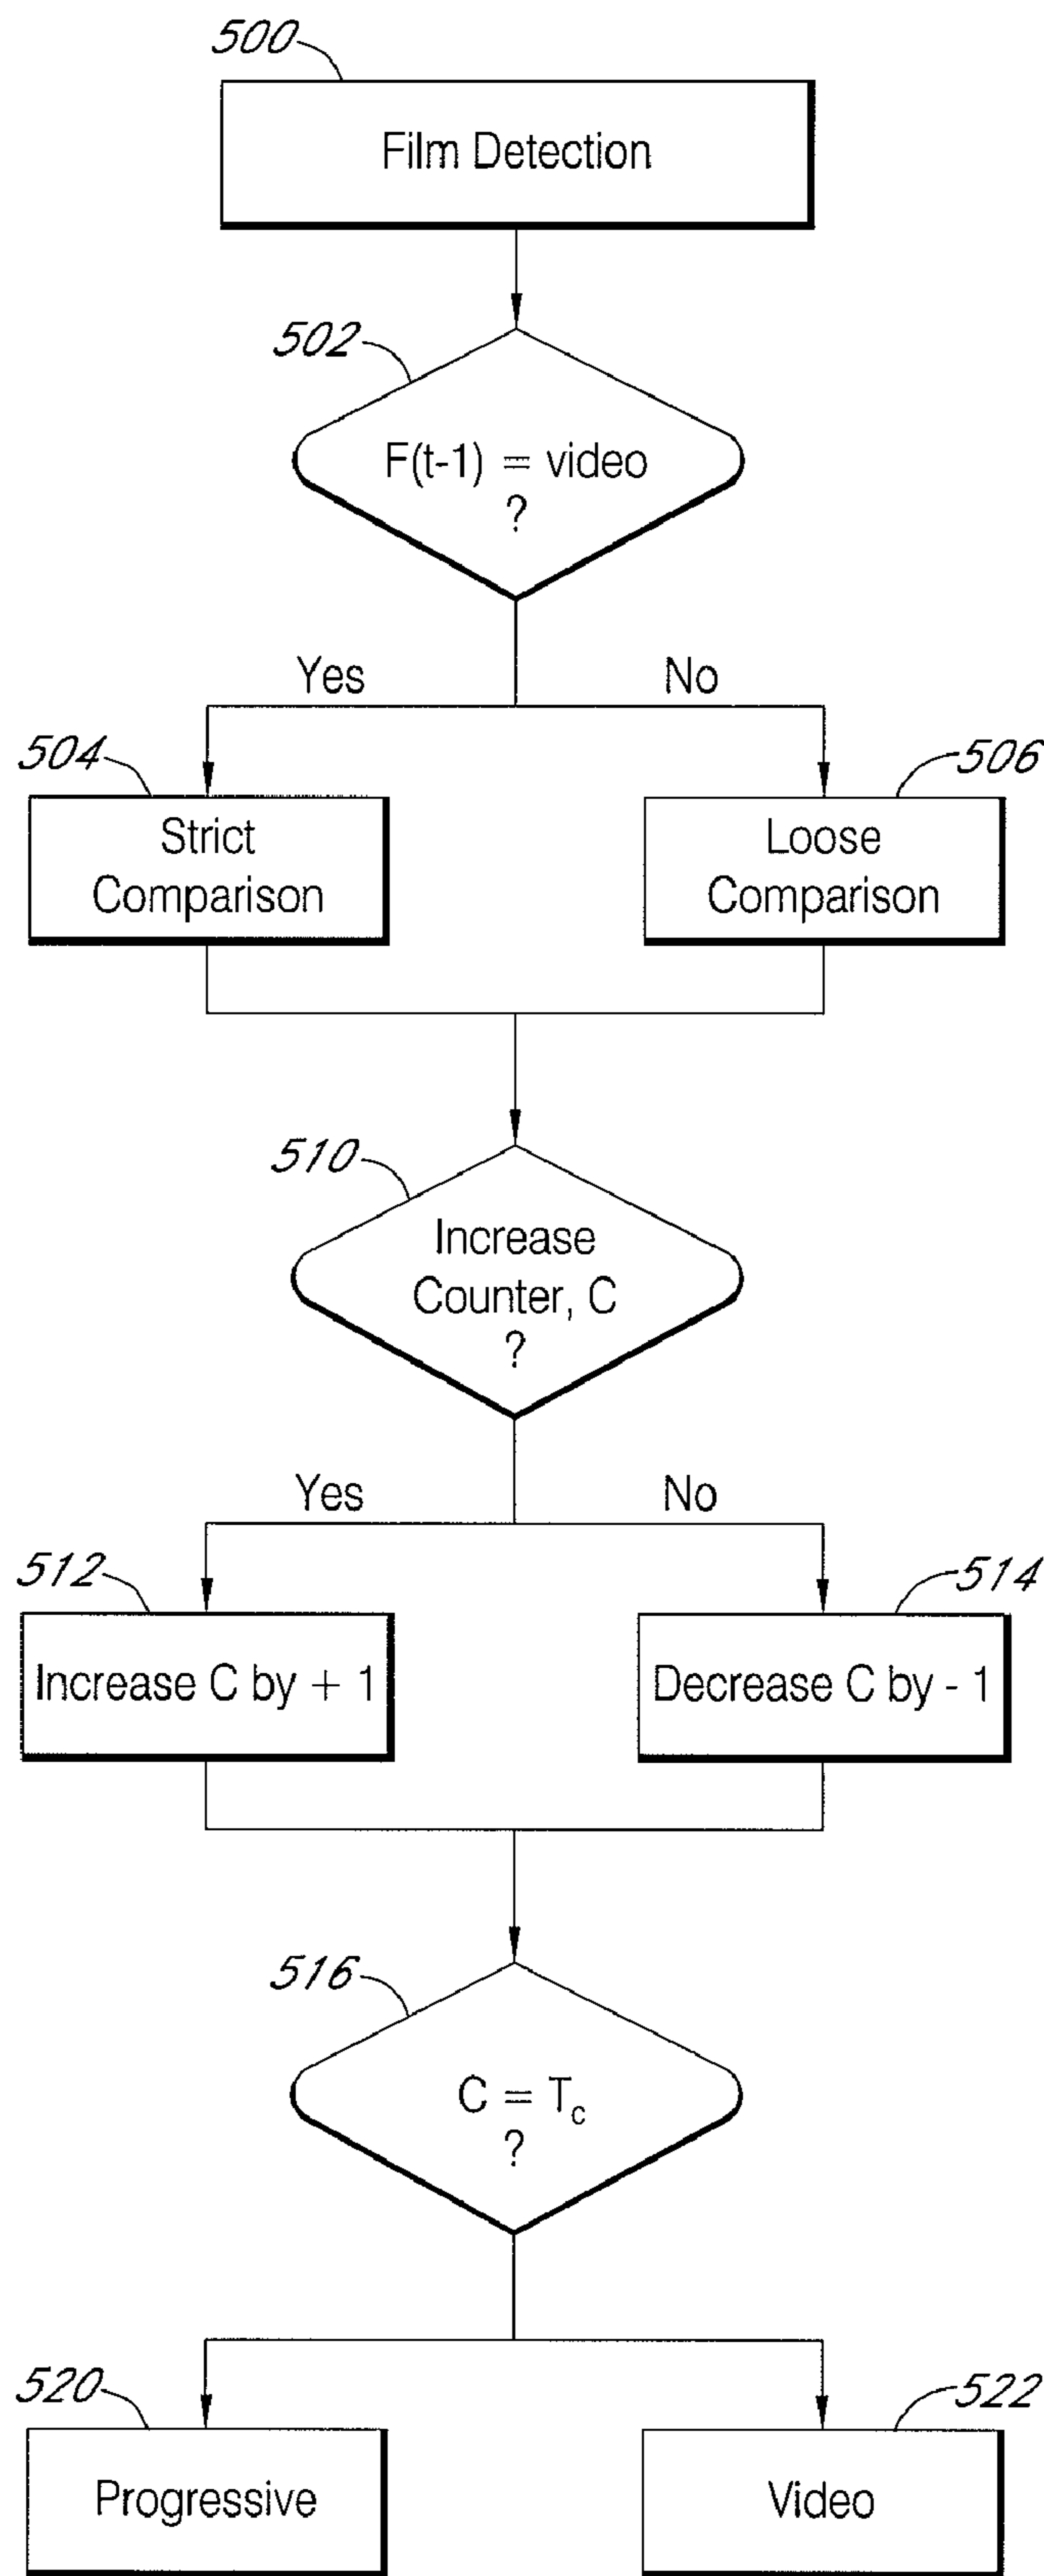 500
Film Detection
502
F(t-1) = video
?
Yes
No
504
506
Strict
Comparison
Loose
Comparison
510
Increase
Counter, C
?
Yes
No
512
514
Increase C by + 1
Decrease C by - 1
516
C = Tc
?
520
522
Progressive
Video